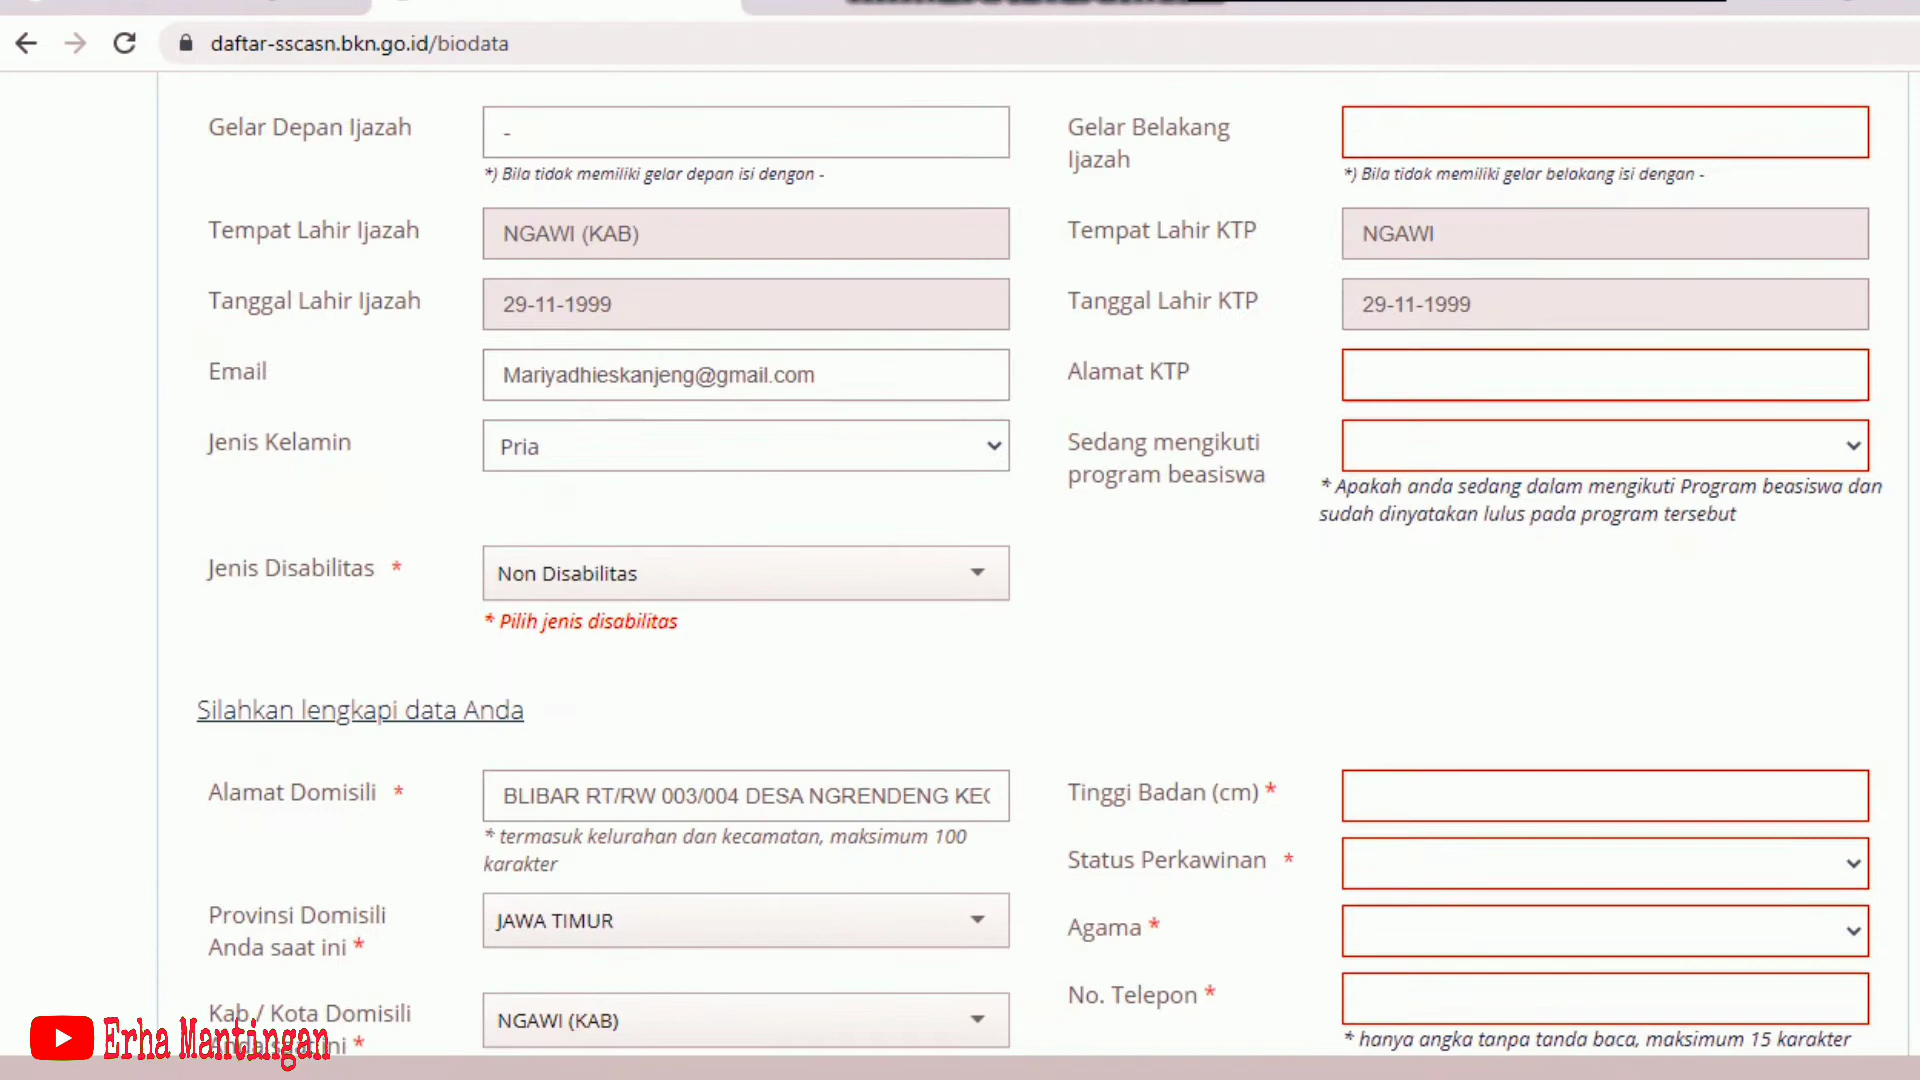 daftar-sscasn.bkn.go.id/biodata
Gelar Depan Ijazah
-
*) Bila tidak memiliki gelar depan isi dengan -
Gelar Belakang
Ijazah
*) Bila tidak memiliki gelar belakang isi dengan -
Tempat Lahir Ijazah
NGAWI (KAB)
Tempat Lahir KTP
NGAWI
Tanggal Lahir Ijazah
29-11-1999
Tanggal Lahir KTP
29-11-1999
Email
Mariyadhieskanjeng@gmail.com
Alamat KTP
Jenis Kelamin
Pria
Sedang mengikuti
program beasiswa
* Apakah anda sedang dalam mengikuti Program beasiswa dan
sudah dinyatakan lulus pada program tersebut
Jenis Disabilitas *
Non Disabilitas
* Pilih jenis disabilitas
Silahkan lengkapi data Anda
Alamat Domisili *
BLIBAR RT/RW 003/004 DESA NGRENDENG KEC
* termasuk kelurahan dan kecamatan, maksimum 100
karakter
Tinggi Badan (cm) *
Status Perkawinan *
Provinsi Domisili
Anda saat ini *
JAWA TIMUR
Agama *
No. Telepon *
* hanya angka tanpa tanda baca, maksimum 15 karakter
Kab./ Kota Domisili
Anda saat ini *
NGAWI (KAB)
Erha Mantingan